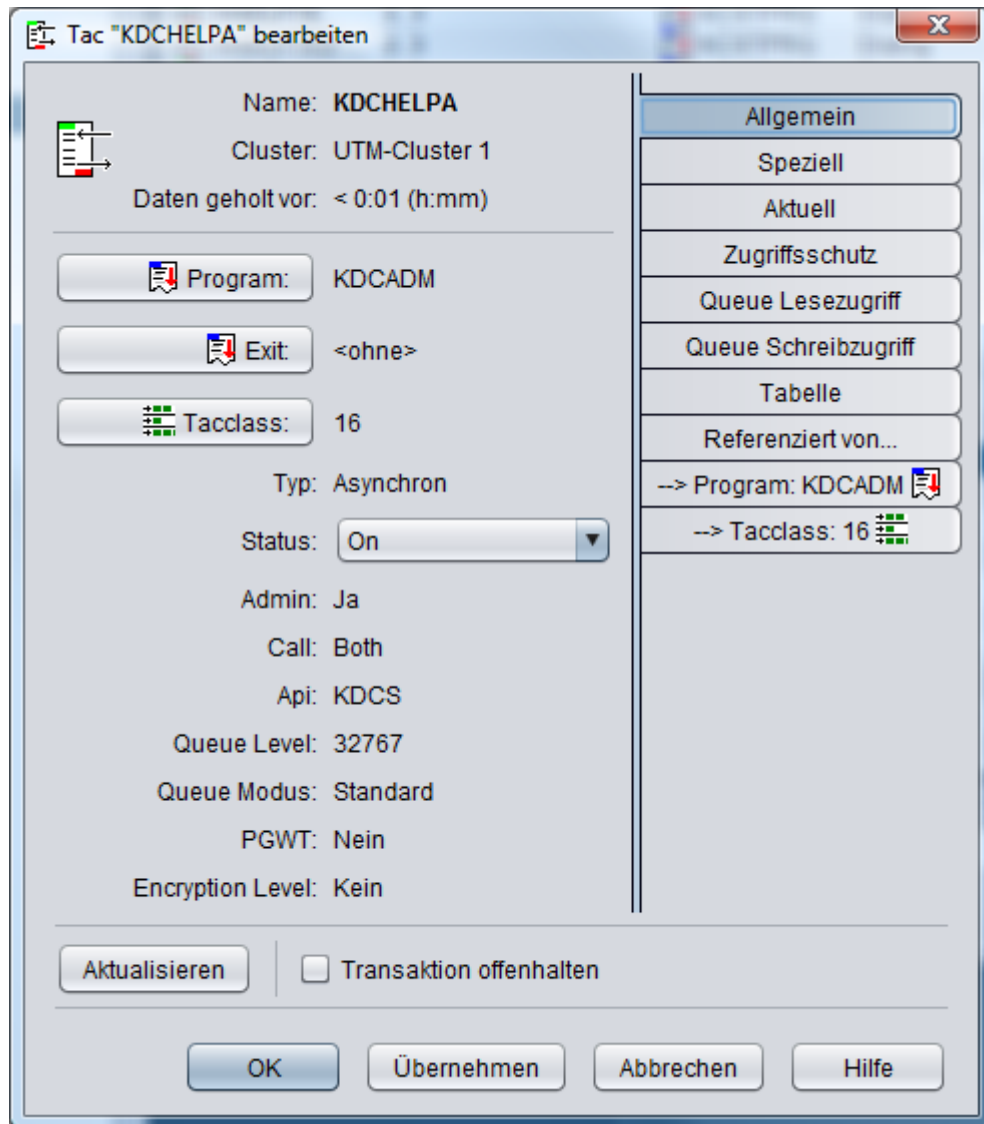 Tac "KDCHELPA" bearbeiten
Name: KDCHELPA
Cluster: UTM-Cluster 1
Daten geholt vor: < 0:01 (h:mm)
Program: KDCADM
Exit: <ohne>
Tacclass: 16
Typ: Asynchron
Status: On
Admin: Ja
Call: Both
Api: KDCS
Queue Level: 32767
Queue Modus: Standard
PGWT: Nein
Encryption Level: Kein
Allgemein
Speziell
Aktuell
Zugriffsschutz
Queue Lesezugriff
Queue Schreibzugriff
Tabelle
Referenziert von...
--> Program: KDCADM
--> Tacclass: 16
Aktualisieren
Transaktion offenhalten
OK
Übernehmen
Abbrechen
Hilfe